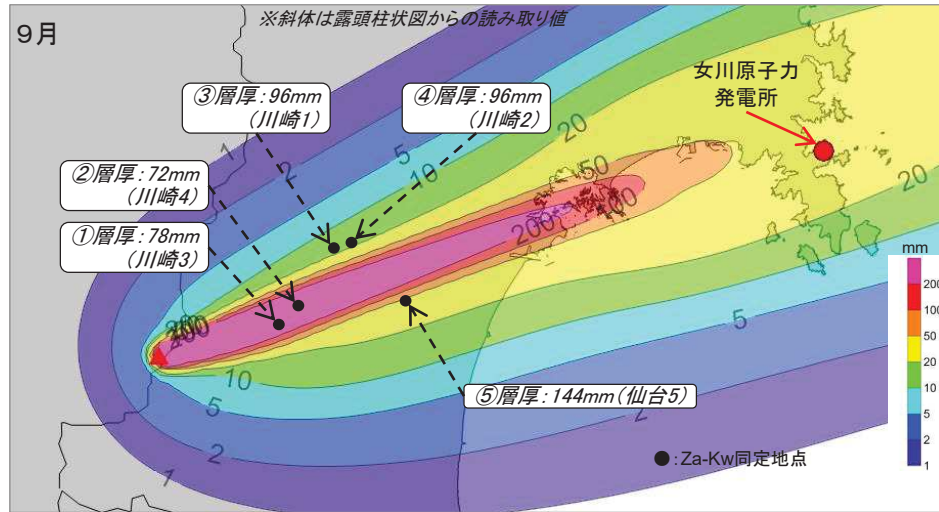 9月
※斜体は露頭柱状図からの読み取り値
③層厚:96mm
(川崎1)
④層厚:96mm
(川崎2)
女川原子力
発電所
②層厚:72mm
(川崎4)
①層厚:78mm
(川崎3)
⑤層厚:144mm(仙台5)
●:Za-Kw同定地点
1
2
5
10
20
50
100
200
200
20
10
5
5
2
2
1
mm
200
100
50
20
10
5
2
1